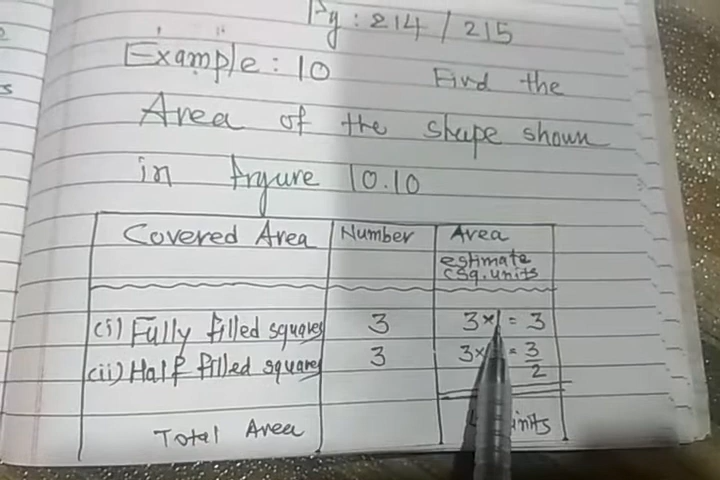 Pg: 214 / 215
Example: 10 Find the
Area of the shape shown
in figure 10.10
Covered Area Number Area
estimate
(sq. units
(i) Fully filled squares 3 3×1 = 3
(ii) Half filled squares 3 3× = 3/2
Total Area units